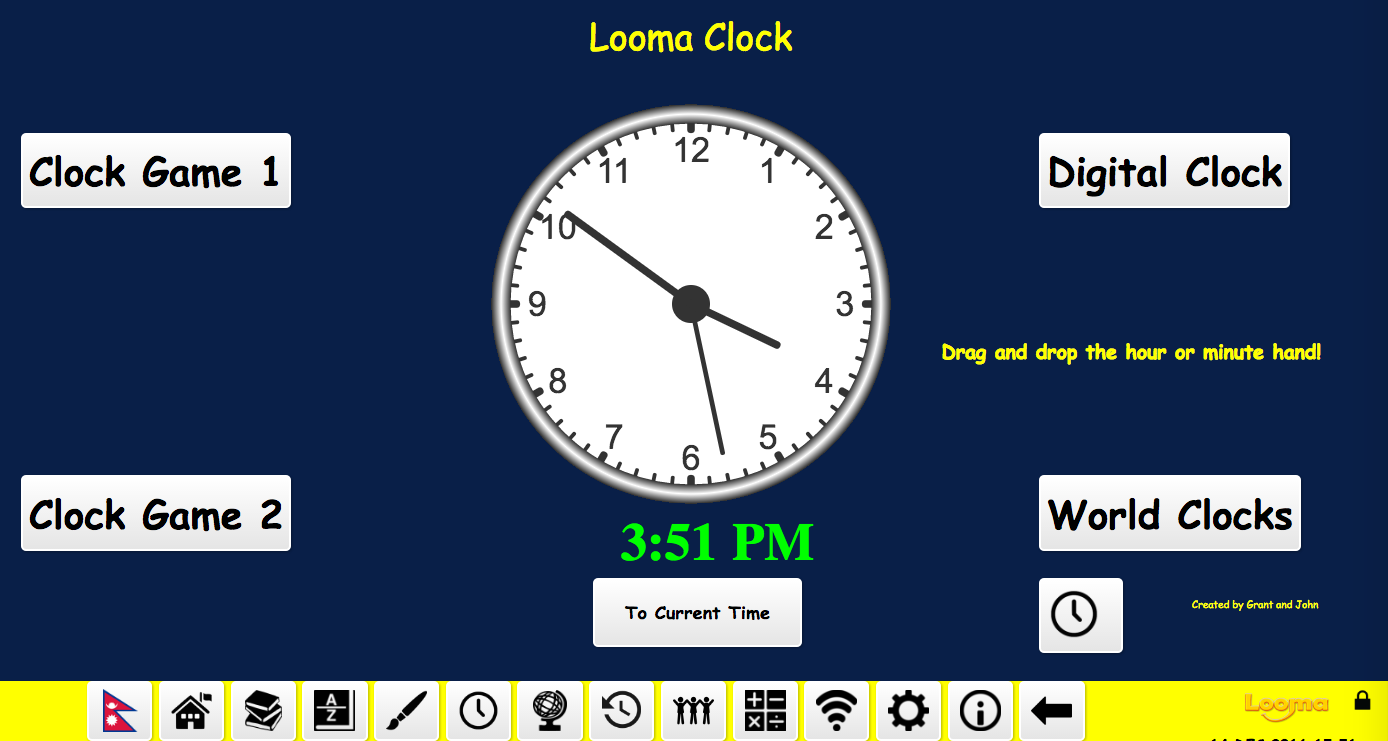 Looma Clock
Clock Game 1
Digital Clock
12
11
1
10
2
9
3
8
4
7
5
6
Drag and drop the hour or minute hand!
Clock Game 2
World Clocks
3:51 PM
To Current Time
Created by Grant and John
A
Z
Looma